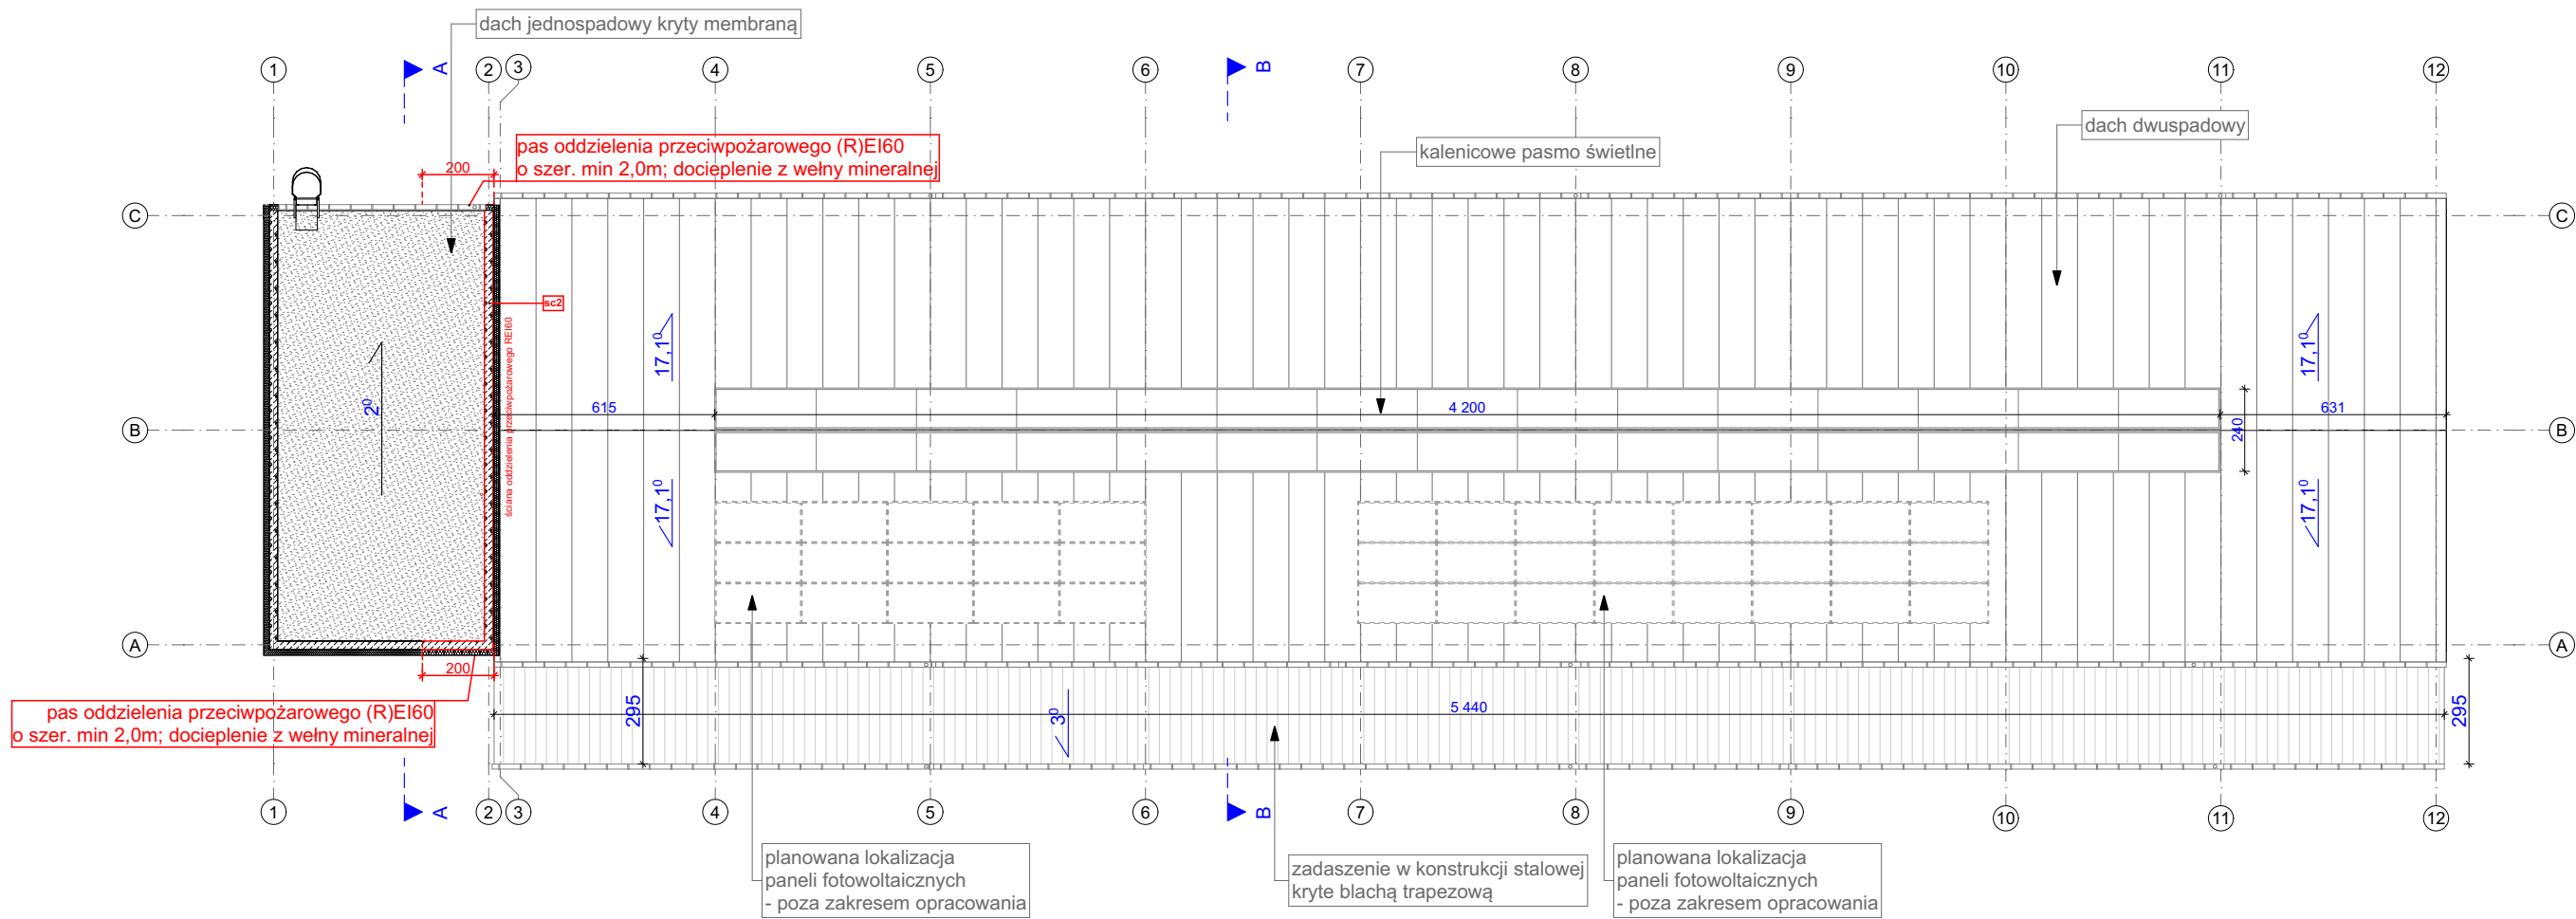 dach jednospadowy kryty membraną
1
A
2
3
4
5
6
B
7
8
9
10
11
12
dach dwuspadowy
kalenicowe pasmo świetlne
pas oddzielenia przeciwpożarowego (R)EI60
o szer. min 2,0m; docieplenie z wełny mineralnej
200
C
C
sc2
ściana oddzielenia przeciwpożarowego REI60
17,1⁰
17,1⁰
2⁰
615
4 200
631
240
B
B
17,1⁰
17,1⁰
A
A
200
pas oddzielenia przeciwpożarowego (R)EI60
o szer. min 2,0m; docieplenie z wełny mineralnej
295
3⁰
5 440
295
1
A
2
3
4
5
6
B
7
8
9
10
11
12
planowana lokalizacja
paneli fotowoltaicznych
- poza zakresem opracowania
zadaszenie w konstrukcji stalowej
kryte blachą trapezową
planowana lokalizacja
paneli fotowoltaicznych
- poza zakresem opracowania